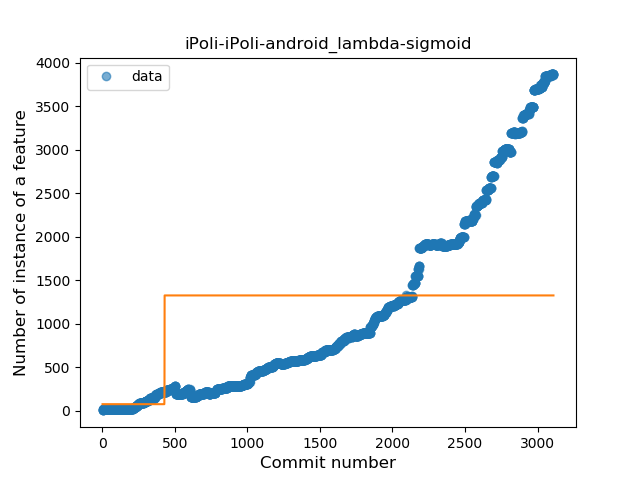 iPoli-iPoli-android_lambda-sigmoid
data
Number of instance of a feature
4000
3500
3000
2500
2000
1500
1000
500
0
0 500 1000 1500 2000 2500 3000
Commit number